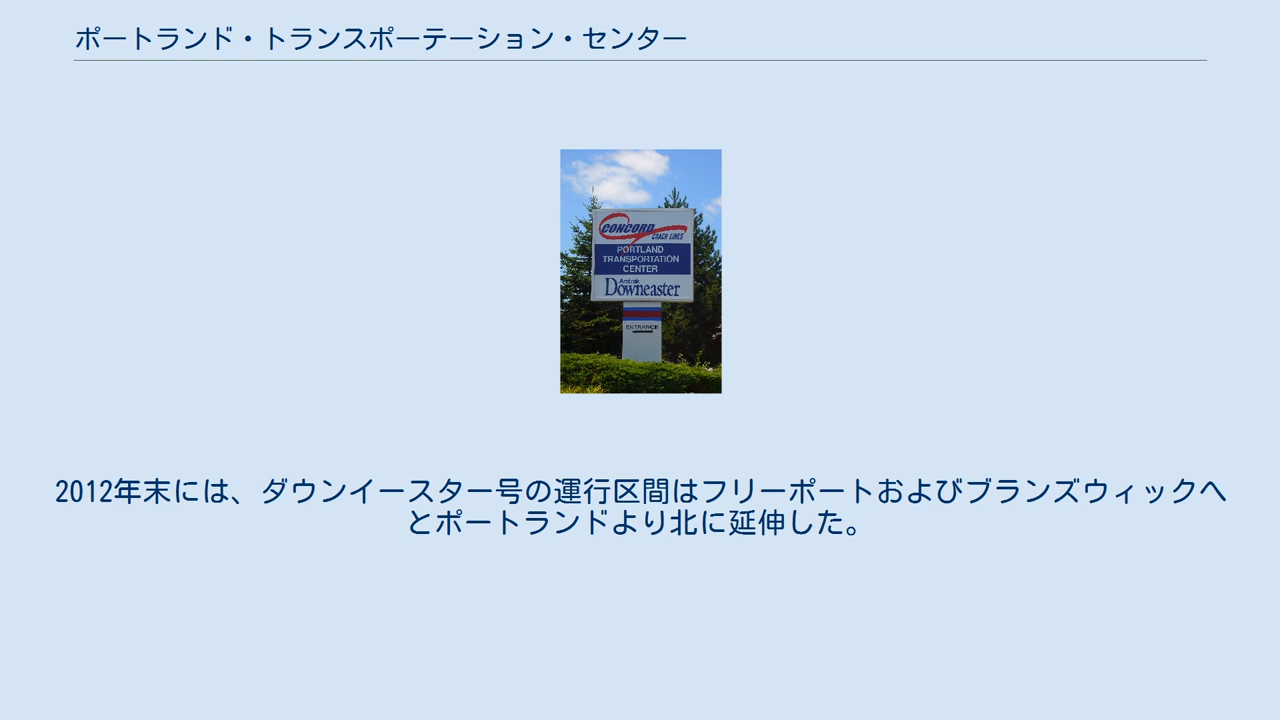 ポートランド・トランスポーテーション・センター
CONCORD
COACH LINES
PORTLAND
TRANSPORTATION
CENTER
Amtrak
Downeaster
ENTRANCE
2012年末には、ダウンイースター号の運行区間はフリーポートおよびブランズウィックへ
とポートランドより北に延伸した。